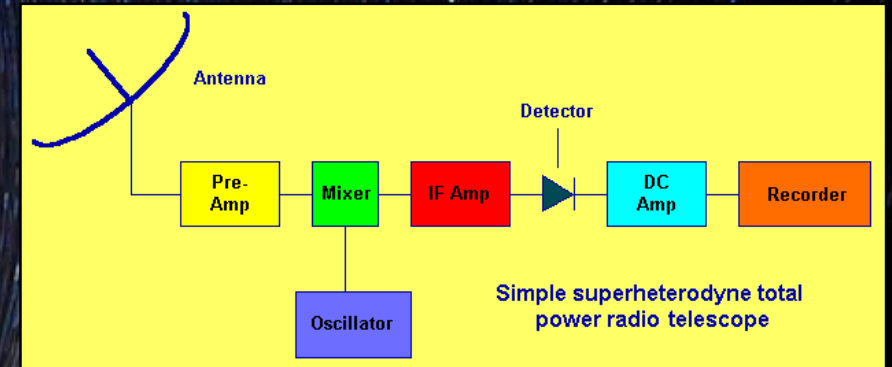 Antenna
Detector
Pre-
Amp
Mixer
IF Amp
DC
Amp
Recorder
Oscillator
Simple superheterodyne total
power radio telescope